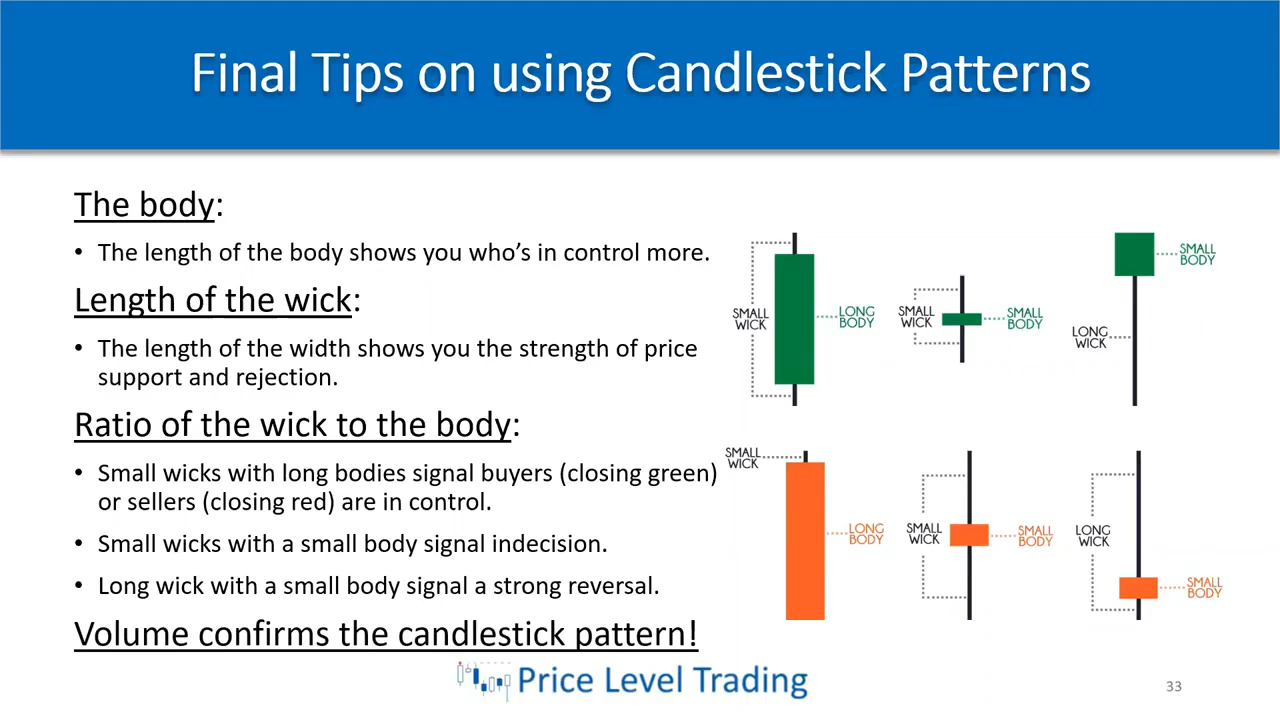 Final Tips on using Candlestick Patterns
The body:
• The length of the body shows you who’s in control more.
Length of the wick:
• The length of the width shows you the strength of price
support and rejection.
Ratio of the wick to the body:
• Small wicks with long bodies signal buyers (closing green)
or sellers (closing red) are in control.
• Small wicks with a small body signal indecision.
• Long wick with a small body signal a strong reversal.
Volume confirms the candlestick pattern!
SMALL
WICK
LONG
BODY
SMALL
WICK
SMALL
BODY
SMALL
BODY
LONG
WICK
SMALL
WICK
LONG
BODY
SMALL
WICK
SMALL
BODY
LONG
WICK
SMALL
BODY
Price Level Trading
33